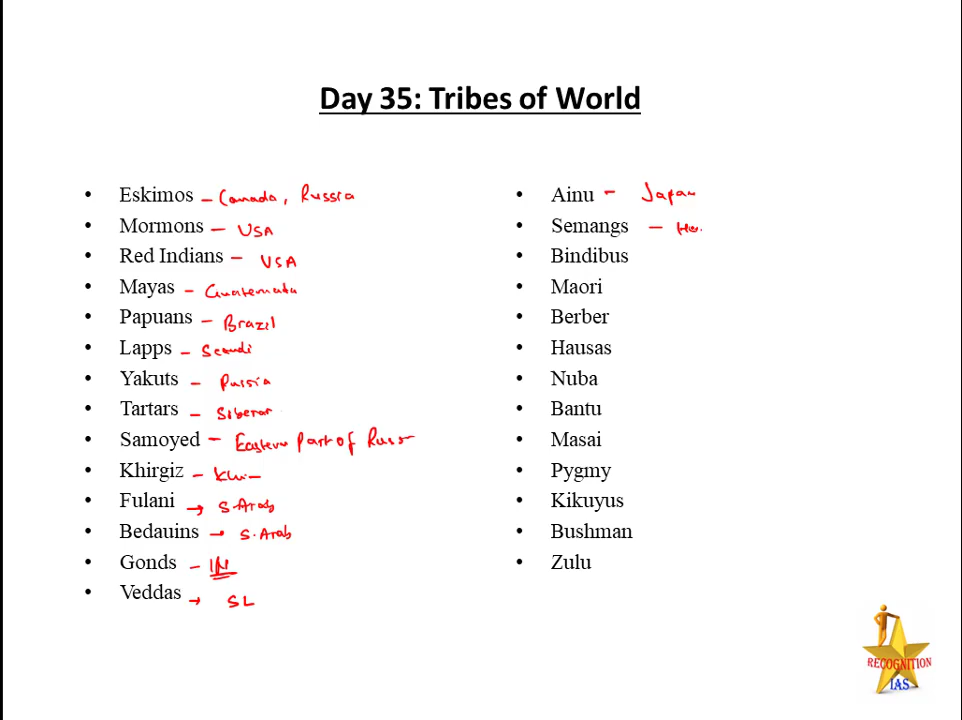 Day 35: Tribes of World
• Eskimos – Canada, Russia
• Mormons – USA
• Red Indians – USA
• Mayas – Guatemala
• Papuans – Brazil
• Lapps – Scandi
• Yakuts – Russia
• Tartars –
• Samoyed – Eastern part of Russ
• Khirgiz –
• Fulani → S.Arab
• Bedauins – S.Arab
• Gonds – IN
• Veddas → SL
• Ainu – Japan
• Semangs –
• Bindibus
• Maori
• Berber
• Hausas
• Nuba
• Bantu
• Masai
• Pygmy
• Kikuyus
• Bushman
• Zulu
RECOGNITION
IAS